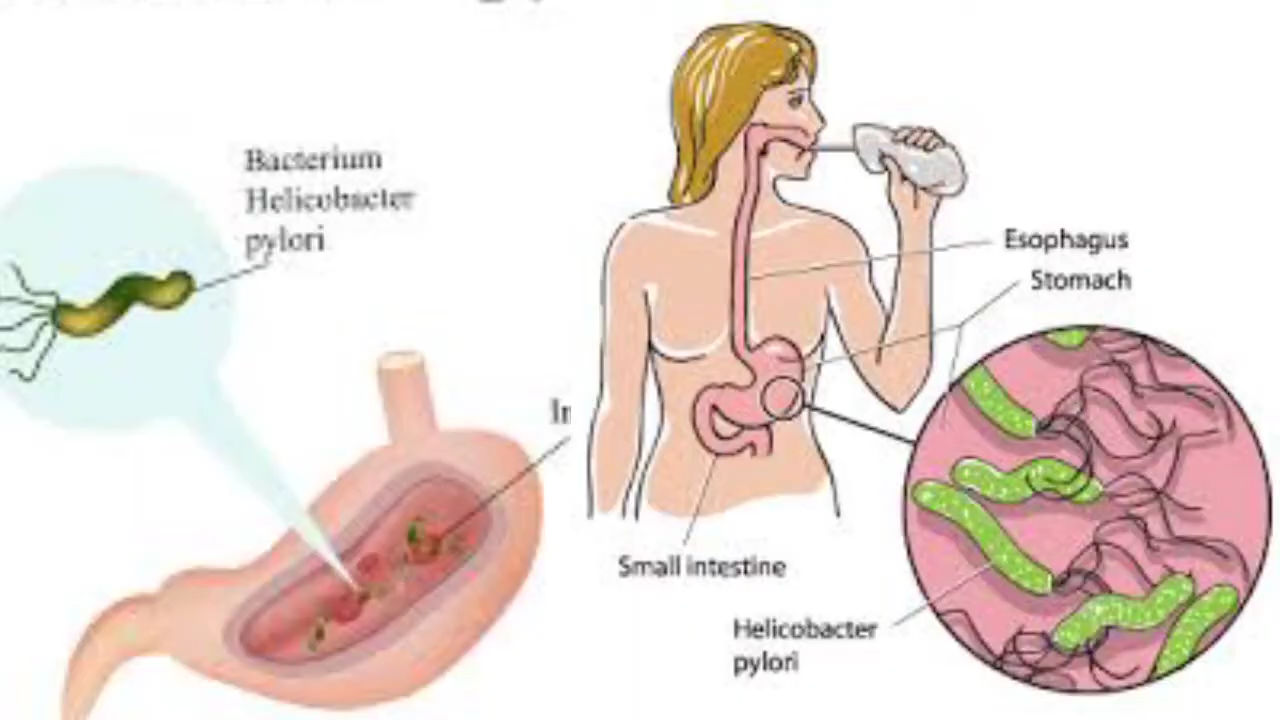 Bacterium
Helicobacter
pylori
Esophagus
Stomach
Small intestine
Helicobacter
pylori